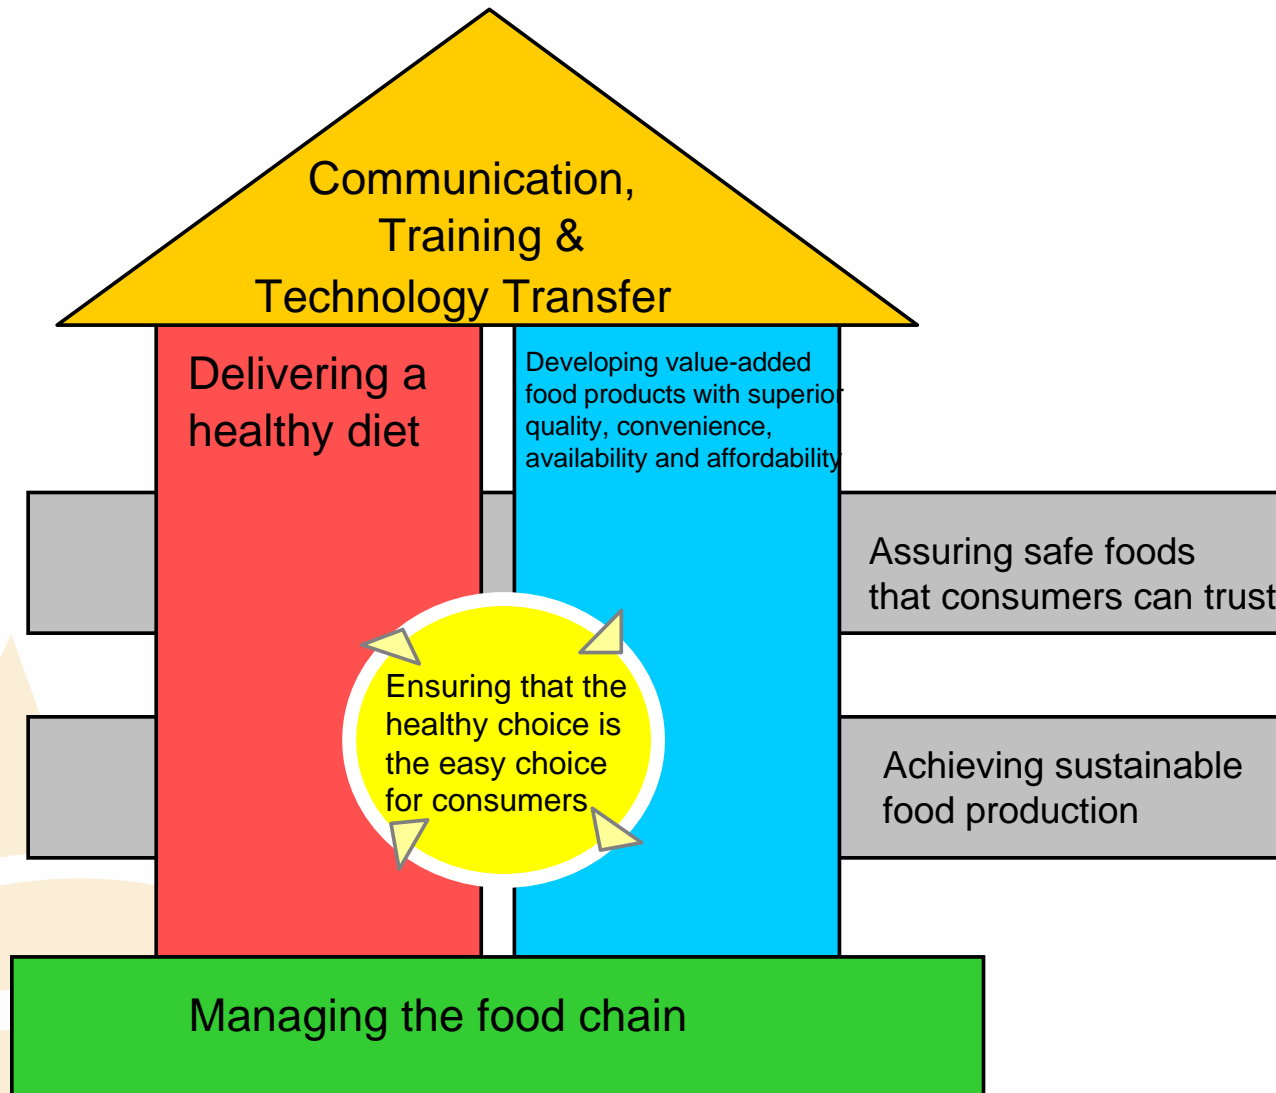 Communication,
Training &
Technology Transfer
Delivering a
healthy diet
Developing value-added
food products with superior
quality, convenience,
availability and affordability
Assuring safe foods
that consumers can trust
Ensuring that the
healthy choice is
the easy choice
for consumers
Achieving sustainable
food production
Managing the food chain